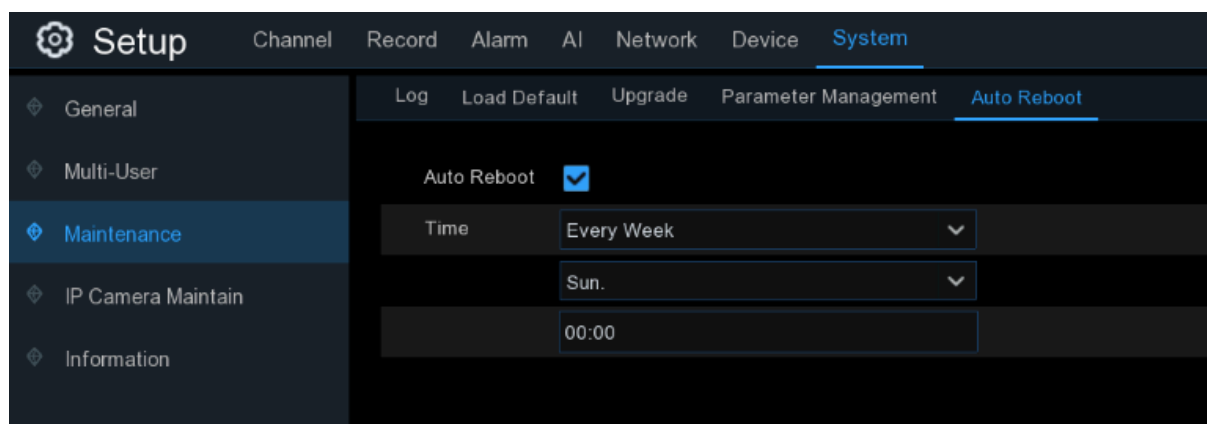 Setup Channel Record Alarm AI Network Device System
Log Load Default Upgrade Parameter Management Auto Reboot
General
Multi-User
Maintenance
IP Camera Maintain
Information
Auto Reboot
Time Every Week
Sun.
00:00